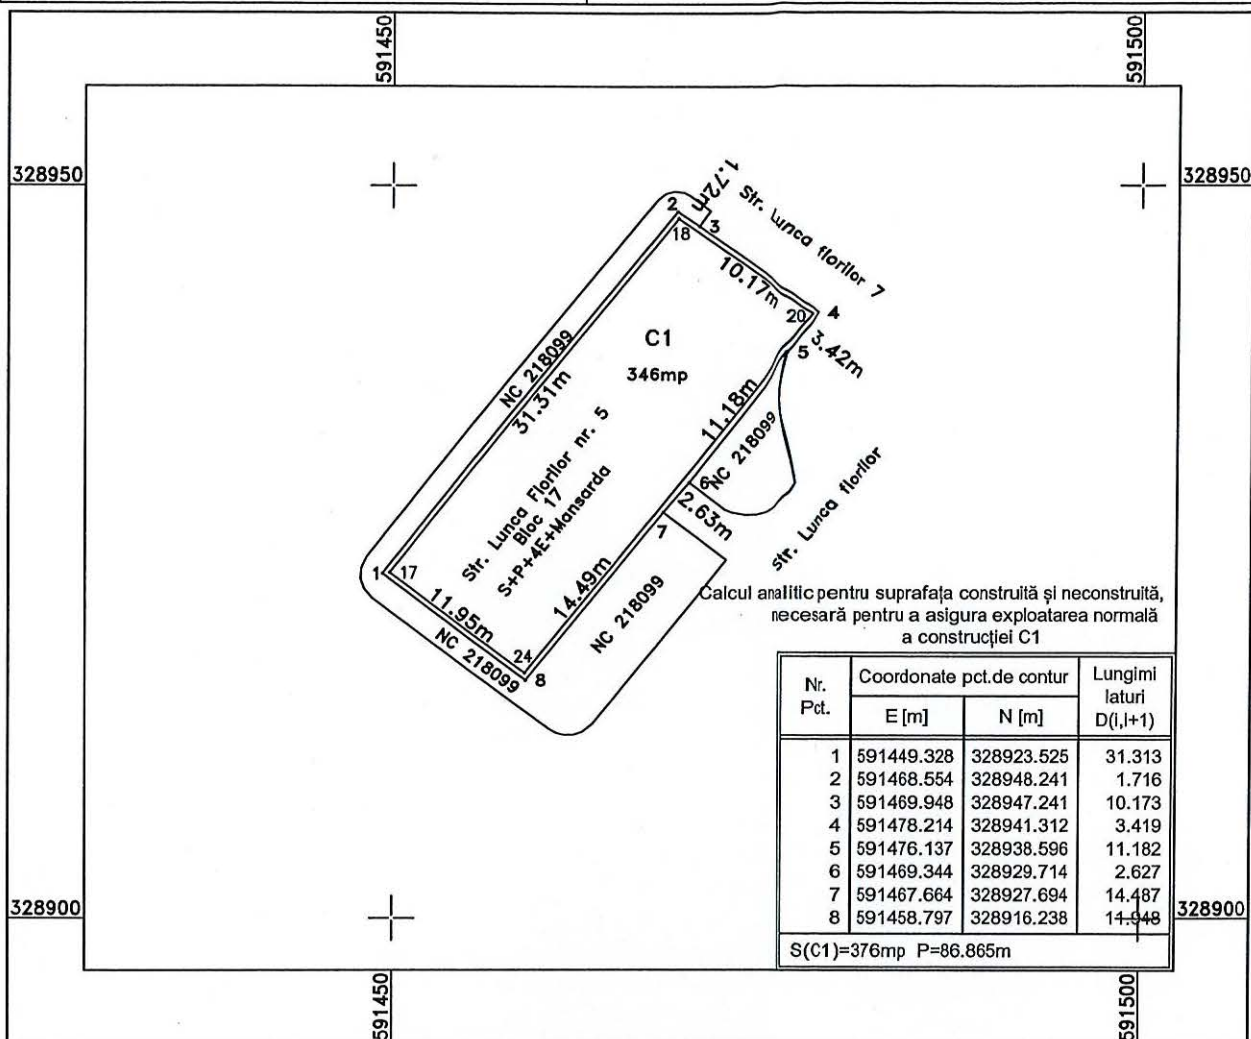 591450
591500
328950
328950
1.72m
Str. Lunca florilor 7
2
3
18
10.17m
20
4
3.42m
5
C1
346mp
NC 218099
31.31m
11.18m
NC 218099
Str. Lunca Florilor nr. 5
Bloc 17
S+P+4E+Mansarda
6
2.63m
7
str. Lunca florilor
1
17
11.95m
NC 218099
14.49m
24
8
NC 218099
Calcul analitic pentru suprafața construită și neconstruită,
necesară pentru a asigura exploatarea normală
a construcției C1
Nr. Pct.
Coordonate pct.de contur
Lungimi laturi D(i,i+1)
E [m] N [m]
1 591449.328 328923.525 31.313
2 591468.554 328948.241 1.716
3 591469.948 328947.241 10.173
4 591478.214 328941.312 3.419
5 591476.137 328938.596 11.182
6 591469.344 328929.714 2.627
7 591467.664 328927.694 14.487
8 591458.797 328916.238 11.948
S(C1)=376mp P=86.865m
328900
328900
591450
591500